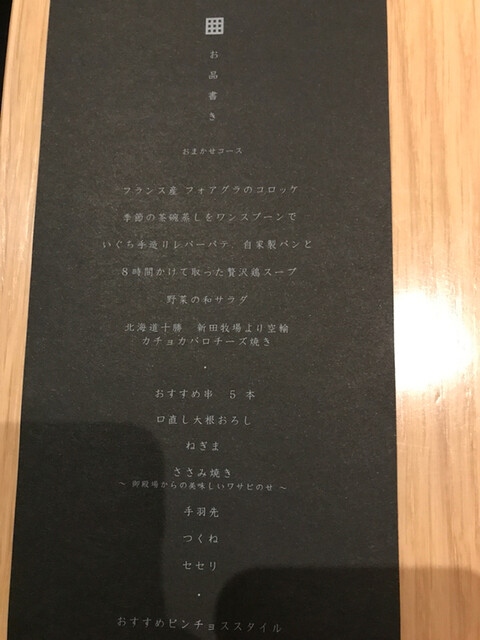 お品書き
おまかせコース
フランス産 フォアグラのコロッケ
季節の茶碗蒸しをワンスプーンで
いぐち手造りレバーパテ、自家製パンと
8時間かけて取った贅沢鶏スープ
野菜の和サラダ
北海道十勝 新田牧場より空輸
カチョカバロチーズ焼き
・
おすすめ串 5本
口直し大根おろし
ねぎま
ささみ焼き
~ 御殿場からの美味しいワサビのせ ~
手羽先
つくね
セセリ
・
おすすめピンチョススタイル